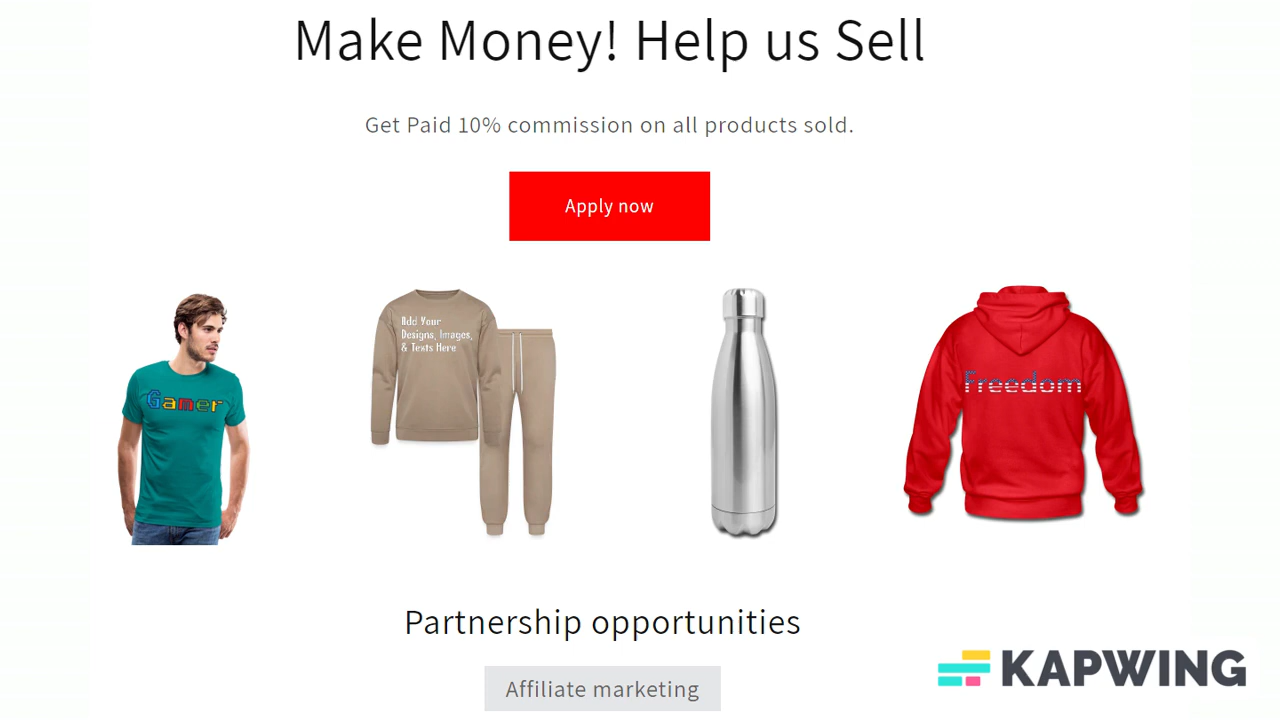 Make Money! Help us Sell
Get Paid 10% commission on all products sold.
Apply now
Gamer
Add Your
Designs, Images,
& Texts Here
Freedom
Partnership opportunities
Affiliate marketing
KAPWING